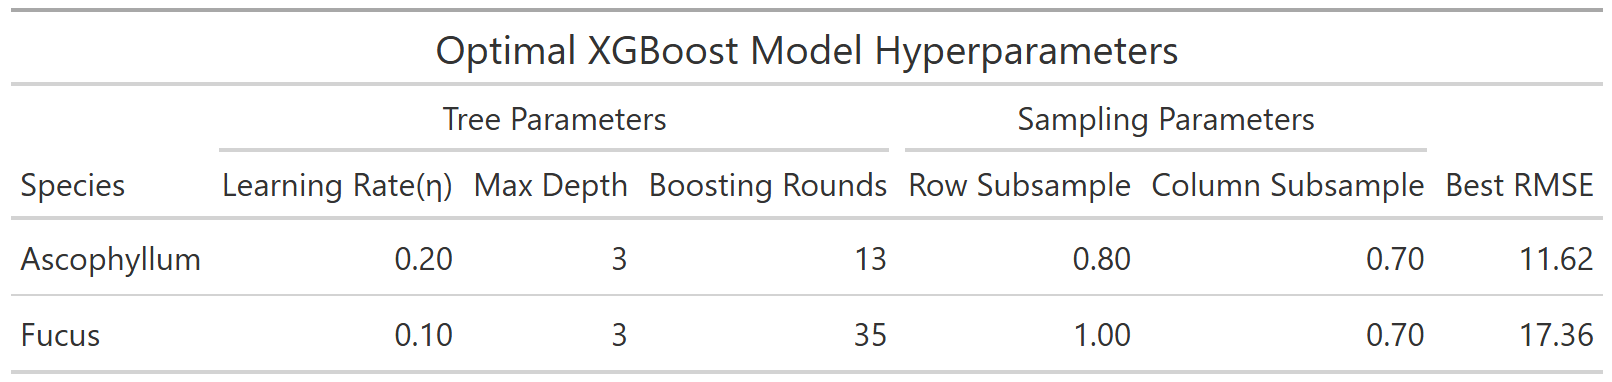 Optimal XGBoost Model Hyperparameters
Tree Parameters Sampling Parameters
Species Learning Rate(η) Max Depth Boosting Rounds Row Subsample Column Subsample Best RMSE
Ascophyllum 0.20 3 13 0.80 0.70 11.62
Fucus 0.10 3 35 1.00 0.70 17.36